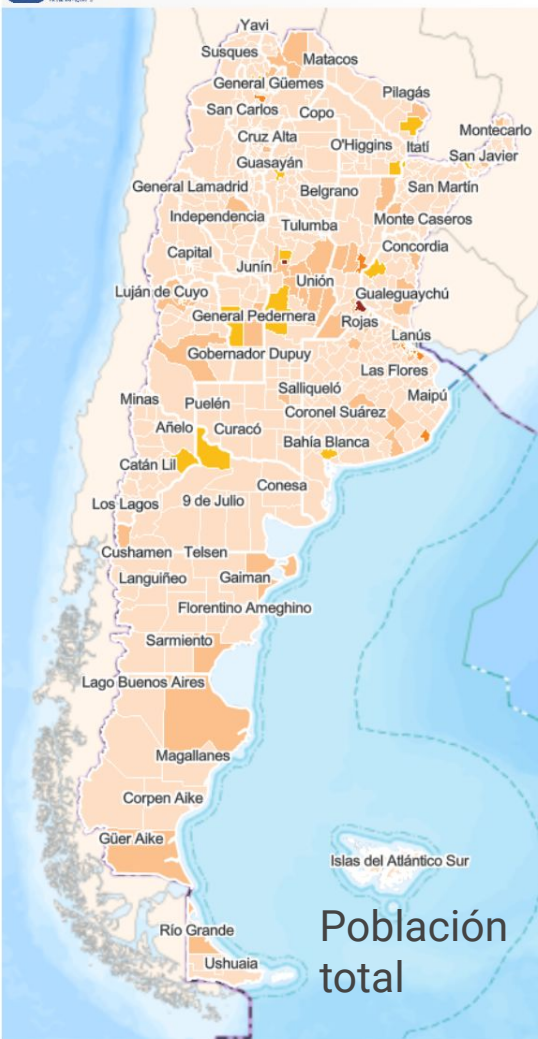 Yavi
Susques
Matacos
General Güemes
Pilagás
San Carlos
Copo
Montecarlo
Cruz Alta
O'Higgins
Itatí
San Javier
Guasayán
General Lamadrid
Belgrano
San Martín
Independencia
Tulumba
Monte Caseros
Concordia
Capital
Junín
Unión
Luján de Cuyo
Gualeguaychú
General Pedernera
Rojas
Lanús
Gobernador Dupuy
Las Flores
Salliqueló
Maipú
Minas
Puelén
Coronel Suárez
Añelo
Curacó
Bahía Blanca
Catán Lil
Conesa
Los Lagos
9 de Julio
Cushamen
Telsen
Languiñeo
Gaiman
Florentino Ameghino
Sarmiento
Lago Buenos Aires
Magallanes
Corpen Aike
Güer Aike
Islas del Atlántico Sur
Río Grande
Ushuaia
Población
total